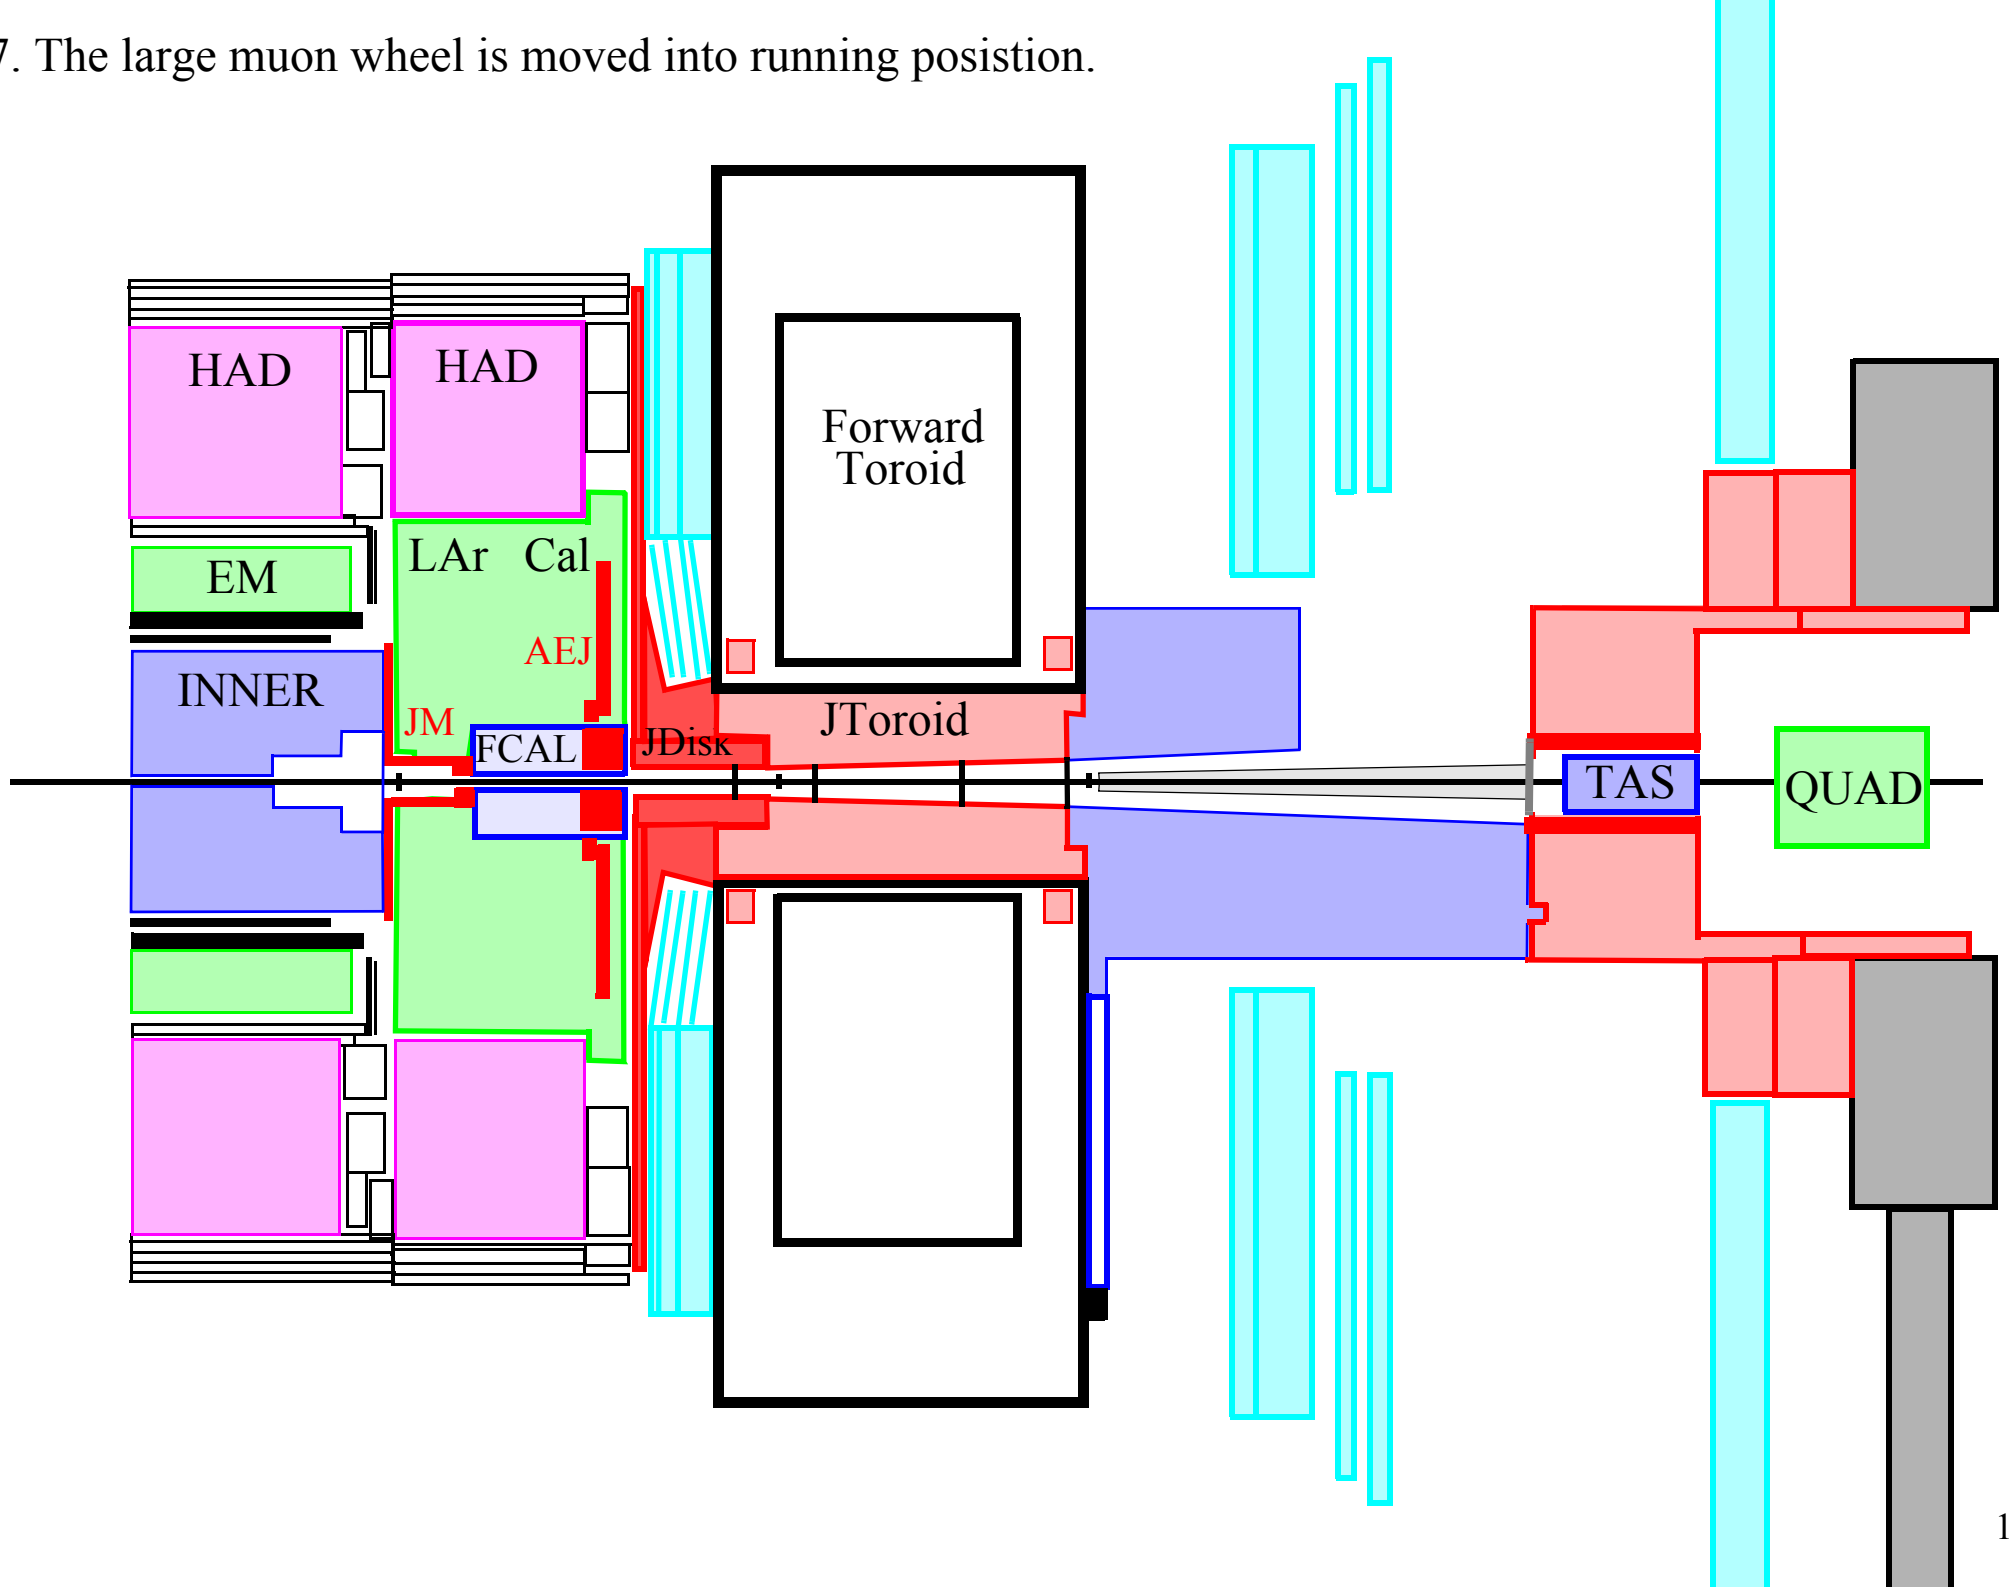 7. The large muon wheel is moved into running posistion.
HAD
HAD
Forward
Toroid
LAr Cal
EM
AEJ
INNER
JM
JToroid
FCAL
JDisk
TAS
QUAD
1